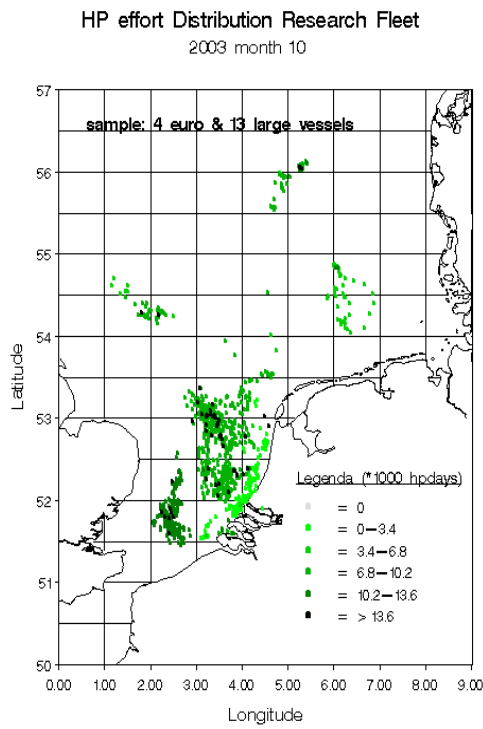 HP effort Distribution Research Fleet
2003 month 10
sample: 4 euro & 13 large vessels
57
56
55
54
53
52
51
50
Latitude
Legenda (*1000 hpdays)
= 0
= 0-3.4
= 3.4-6.8
= 6.8-10.2
= 10.2-13.6
= > 13.6
0.00 1.00 2.00 3.00 4.00 5.00 6.00 7.00 8.00 9.00
Longitude